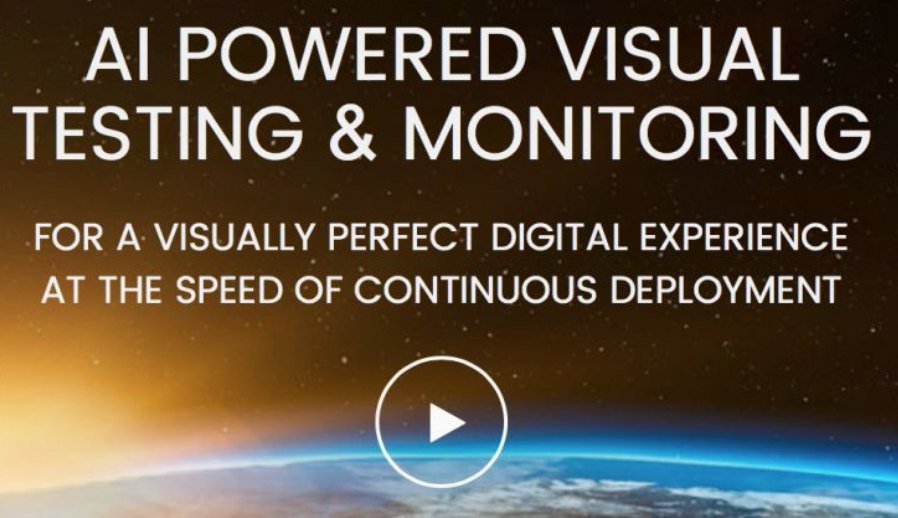 AI POWERED VISUAL
TESTING & MONITORING
FOR A VISUALLY PERFECT DIGITAL EXPERIENCE
AT THE SPEED OF CONTINUOUS DEPLOYMENT